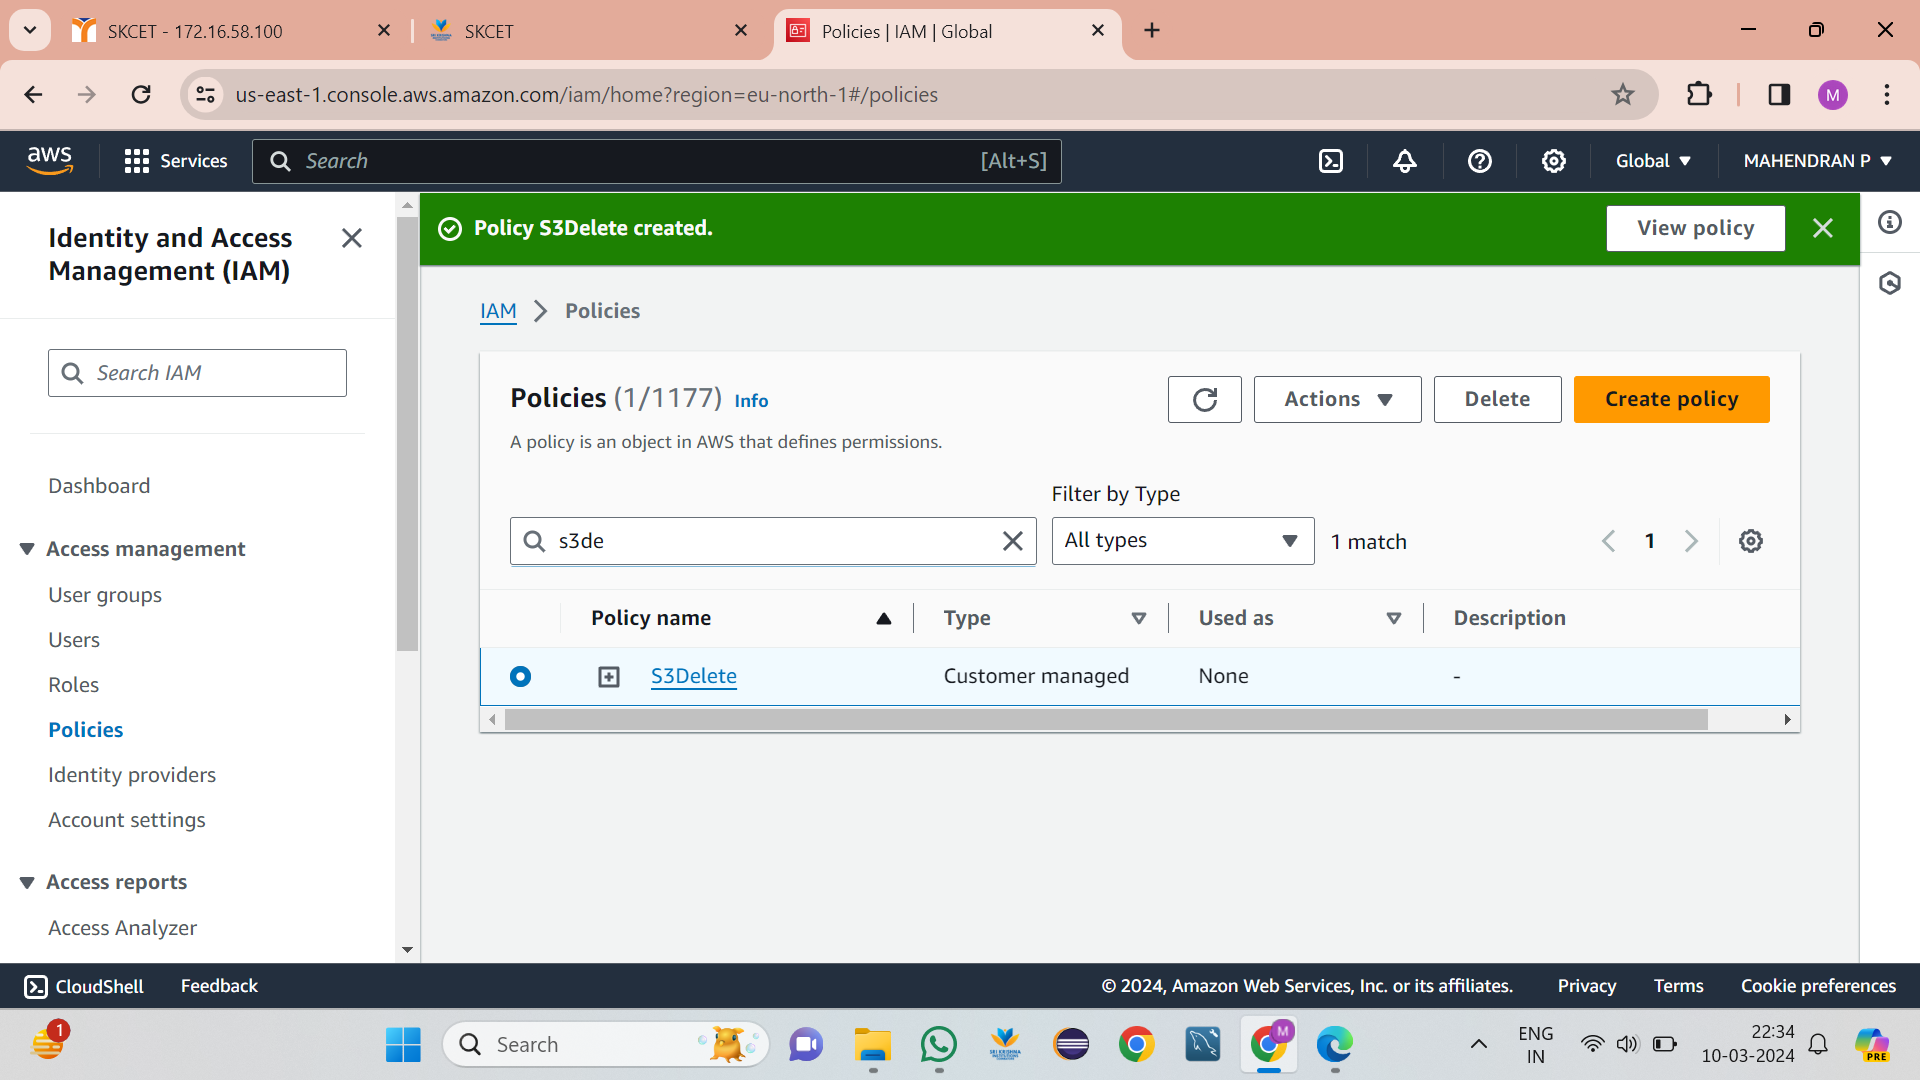 SKCET - 172.16.58.100
SKCET
Policies | IAM | Global
us-east-1.console.aws.amazon.com/iam/home?region=eu-north-1#/policies
M
aws
Services
Search
[Alt+S]
Global
MAHENDRAN P
Identity and Access
Management (IAM)
Search IAM
Dashboard
Access management
User groups
Users
Roles
Policies
Identity providers
Account settings
Access reports
Access Analyzer
Policy S3Delete created.
View policy
IAM
Policies
Policies (1/1177) Info
Actions
Delete
Create policy
A policy is an object in AWS that defines permissions.
Filter by Type
s3de
All types
1 match
1
Policy name
Type
Used as
Description
S3Delete
Customer managed
None
-
CloudShell
Feedback
© 2024, Amazon Web Services, Inc. or its affiliates.
Privacy
Terms
Cookie preferences
1
Search
M
ENG
IN
22:34
10-03-2024
PRE